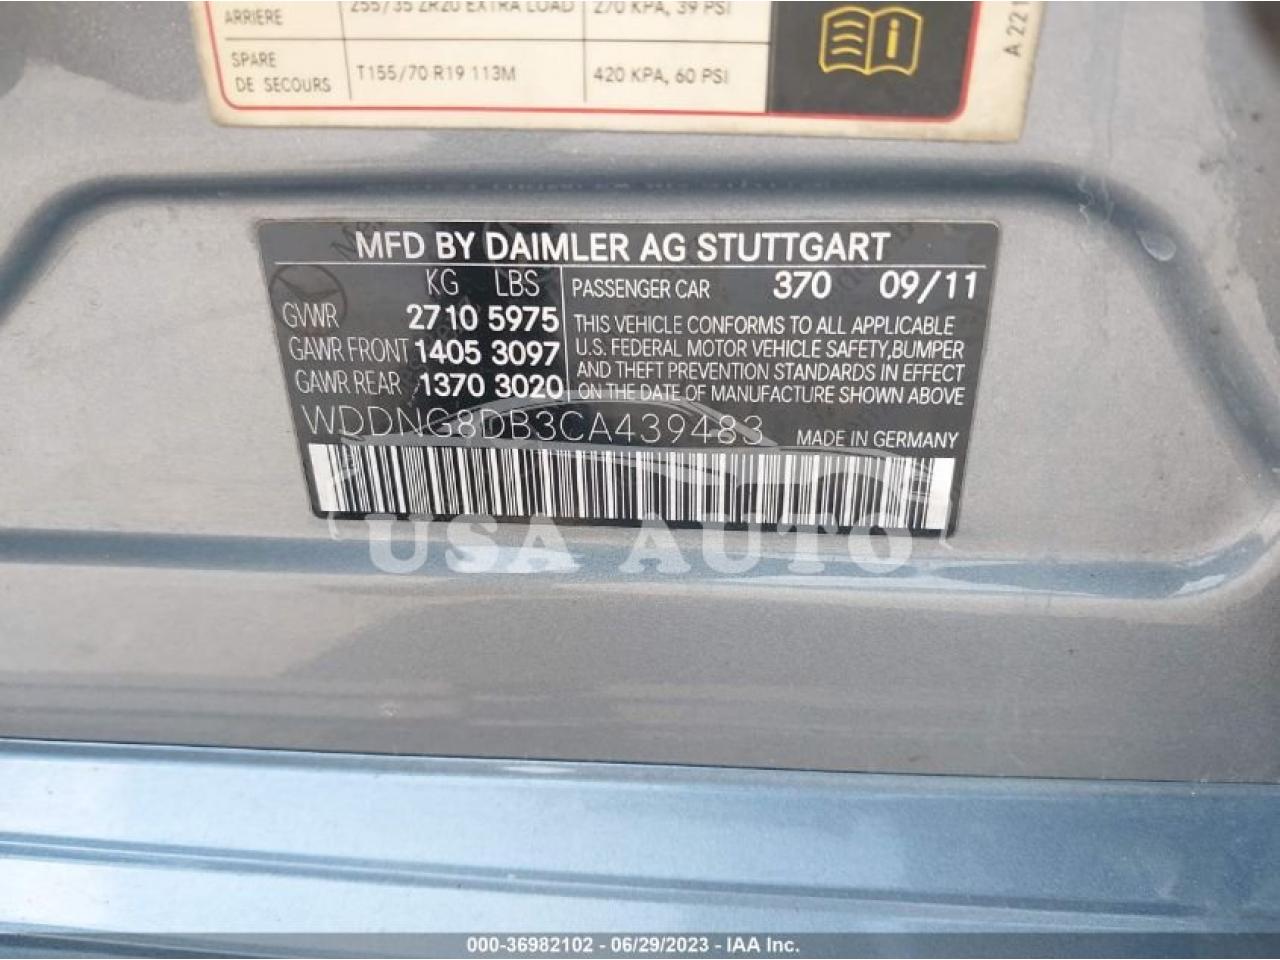 ARRIÈRE 255/35 ZR20 EXTRA LOAD 270 KPA, 39 PSI
SPARE
DE SECOURS T155/70 R19 113M 420 KPA, 60 PSI
A 221
MFD BY DAIMLER AG STUTTGART
KG LBS PASSENGER CAR 370 09/11
GVWR 2710 5975
GAWR FRONT 1405 3097
GAWR REAR 1370 3020
THIS VEHICLE CONFORMS TO ALL APPLICABLE
U.S. FEDERAL MOTOR VEHICLE SAFETY,BUMPER
AND THEFT PREVENTION STANDARDS IN EFFECT
ON THE DATE OF MANUFACTURE SHOWN ABOVE
WDDNG8DB3CA439483 MADE IN GERMANY
USA AUTO
000-36982102 - 06/29/2023 - IAA Inc.